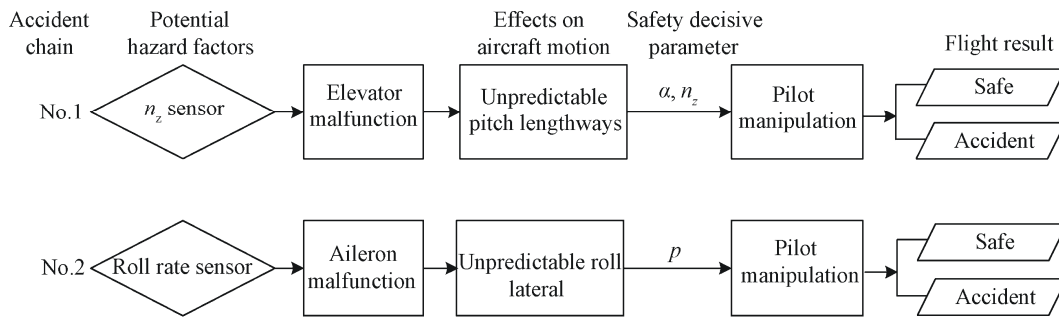 Accident chain
Potential hazard factors
Effects on aircraft motion
Safety decisive parameter
Flight result
No.1
n_z sensor
Elevator
malfunction
Unpredictable
pitch lengthways
α, n_z
Pilot
manipulation
Safe
Accident
No.2
Roll rate sensor
Aileron
malfunction
Unpredictable roll
lateral
p
Pilot
manipulation
Safe
Accident